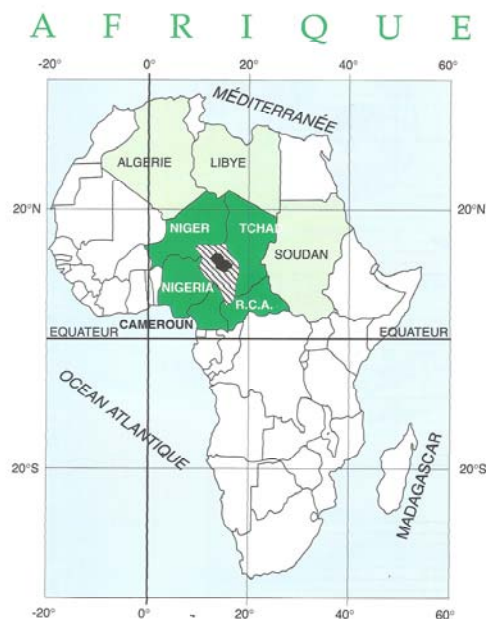 A F R I Q U E
-20° 0° 20° 40° 60°
MÉDITERRANÉE
ALGERIE LIBYE
20°N 20°N
NIGER TCHAD
SOUDAN
NIGERIA
R.C.A.
CAMEROUN
EQUATEUR EQUATEUR
OCEAN ATLANTIQUE
20°S 20°S
MADAGASCAR
-20° 0° 20° 40° 60°